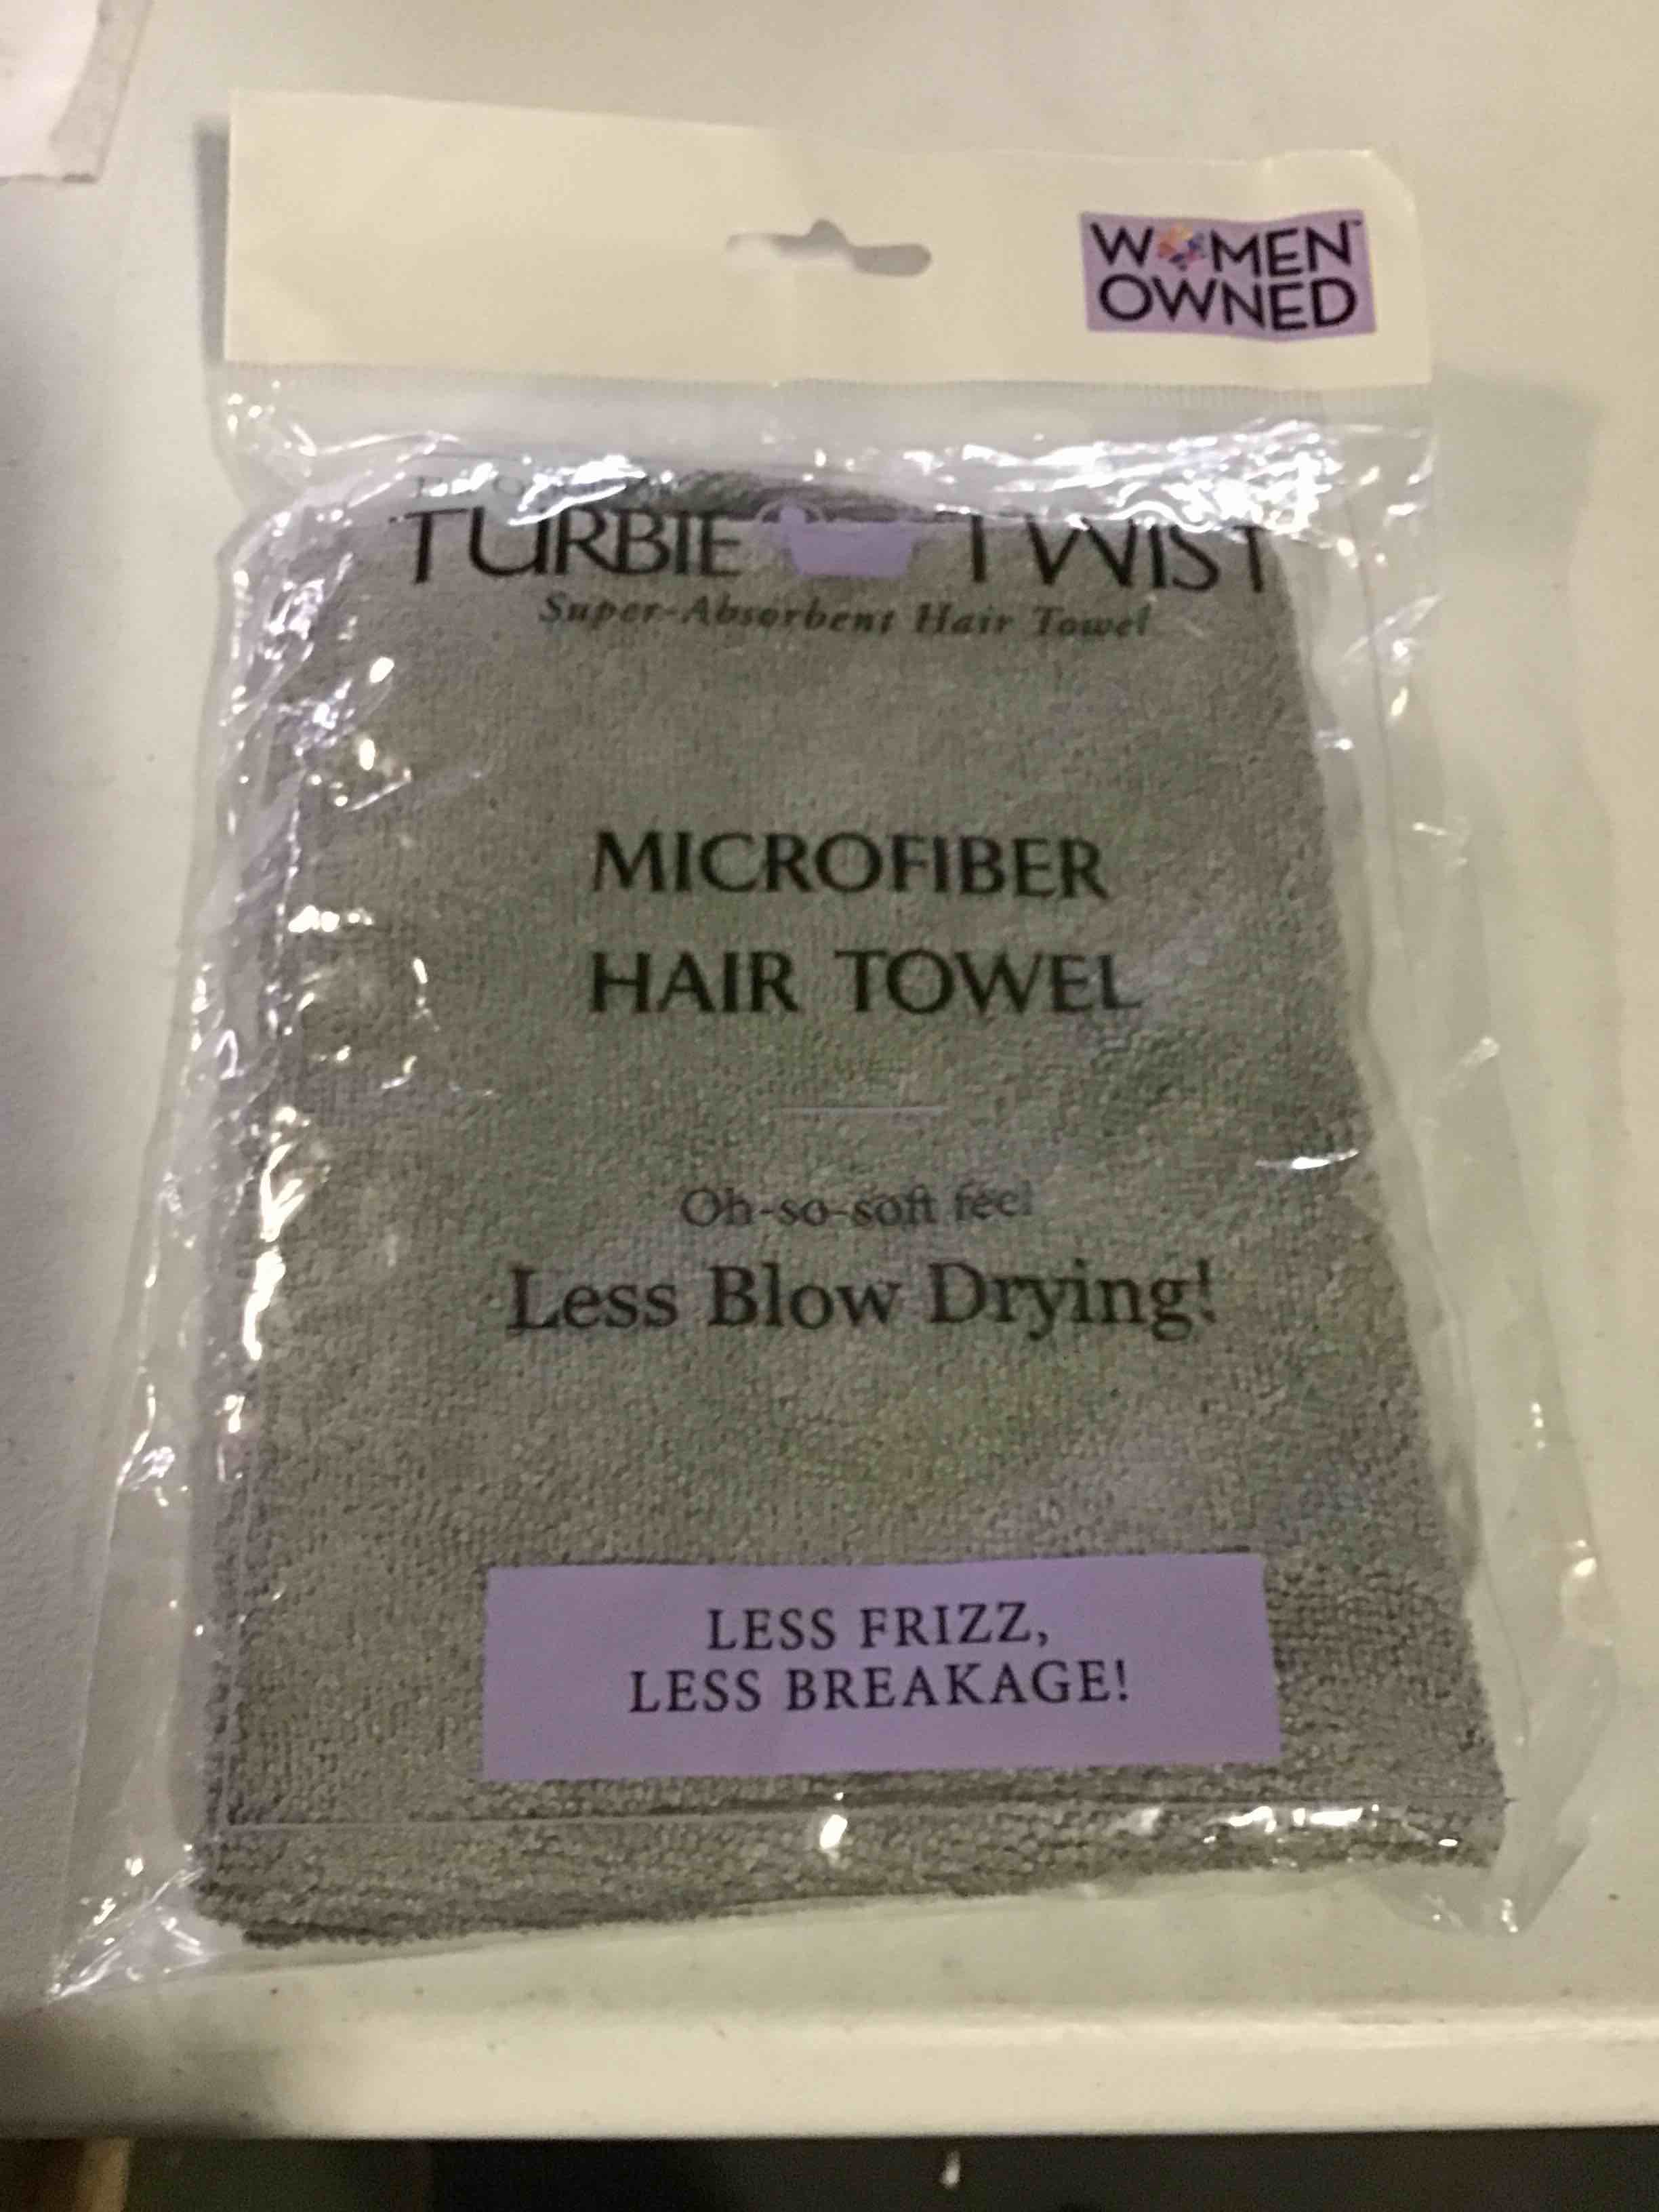 WOMEN
OWNED
TURBIE TWIST
Super-Absorbent Hair Towel
MICROFIBER
HAIR TOWEL
Oh-so-soft feel
Less Blow Drying!
LESS FRIZZ,
LESS BREAKAGE!